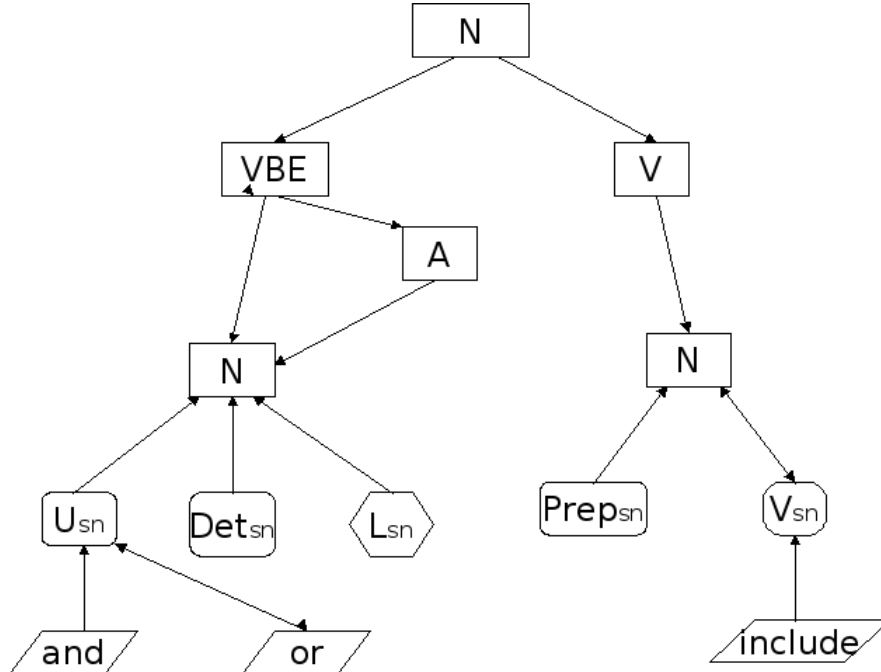 N
VBE
V
A
N
N
Usn
Detsn
Lsn
Prepsn
Vsn
and
or
include